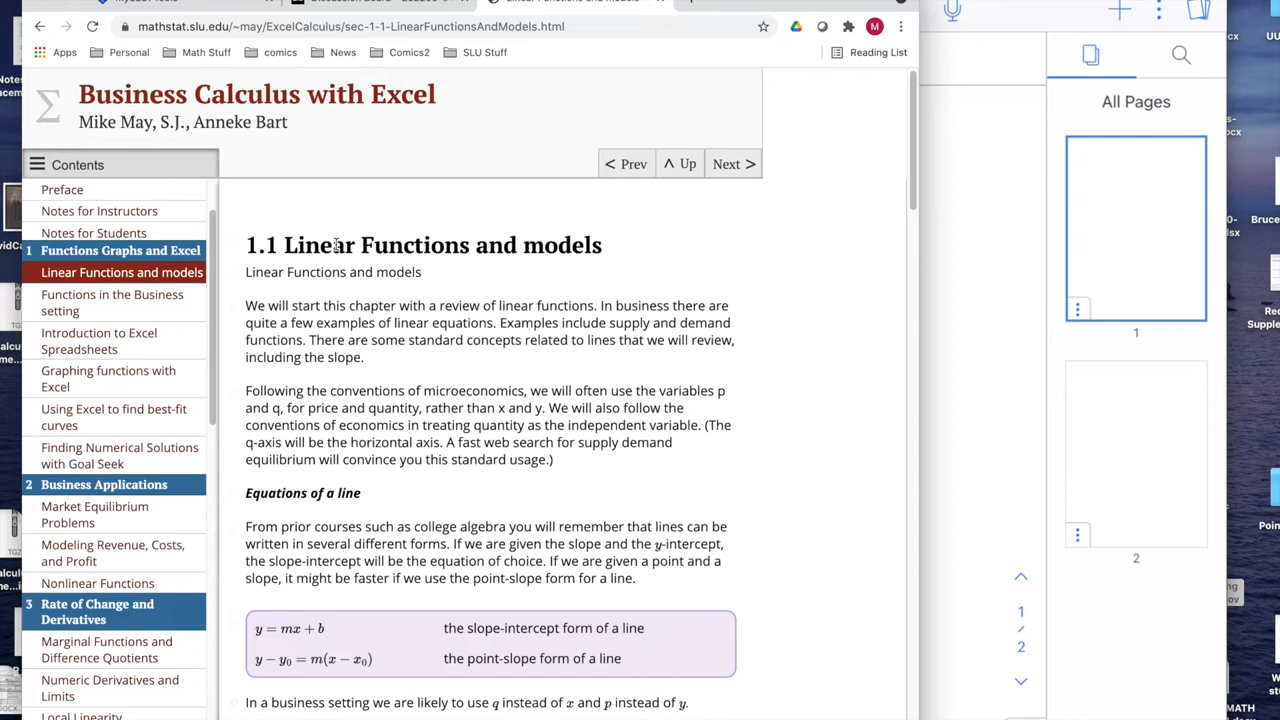 mathstat.slu.edu/~may/ExcelCalculus/sec-1-1-LinearFunctionsAndModels.html
M
Apps
Personal
Math Stuff
comics
News
Comics2
SLU Stuff
Reading List
Σ
Business Calculus with Excel
Mike May, S.J., Anneke Bart
Contents
< Prev
Up
Next >
Preface
Notes for Instructors
Notes for Students
1 Functions Graphs and Excel
Linear Functions and models
Functions in the Business
setting
Introduction to Excel
Spreadsheets
Graphing functions with
Excel
Using Excel to find best-fit
curves
Finding Numerical Solutions
with Goal Seek
2 Business Applications
Market Equilibrium
Problems
Modeling Revenue, Costs,
and Profit
Nonlinear Functions
3 Rate of Change and
Derivatives
Marginal Functions and
Difference Quotients
Numeric Derivatives and
Limits
Local Linearity
1.1 Linear Functions and models
Linear Functions and models
We will start this chapter with a review of linear functions. In business there are
quite a few examples of linear equations. Examples include supply and demand
functions. There are some standard concepts related to lines that we will review,
including the slope.
Following the conventions of microeconomics, we will often use the variables p
and q, for price and quantity, rather than x and y. We will also follow the
conventions of economics in treating quantity as the independent variable. (The
q-axis will be the horizontal axis. A fast web search for supply demand
equilibrium will convince you this standard usage.)
Equations of a line
From prior courses such as college algebra you will remember that lines can be
written in several different forms. If we are given the slope and the y-intercept,
the slope-intercept will be the equation of choice. If we are given a point and a
slope, it might be faster if we use the point-slope form for a line.
y = mx + b the slope-intercept form of a line
y − y₀ = m(x − x₀) the point-slope form of a line
In a business setting we are likely to use q instead of x and p instead of y.
All Pages
1
2
1
/
2